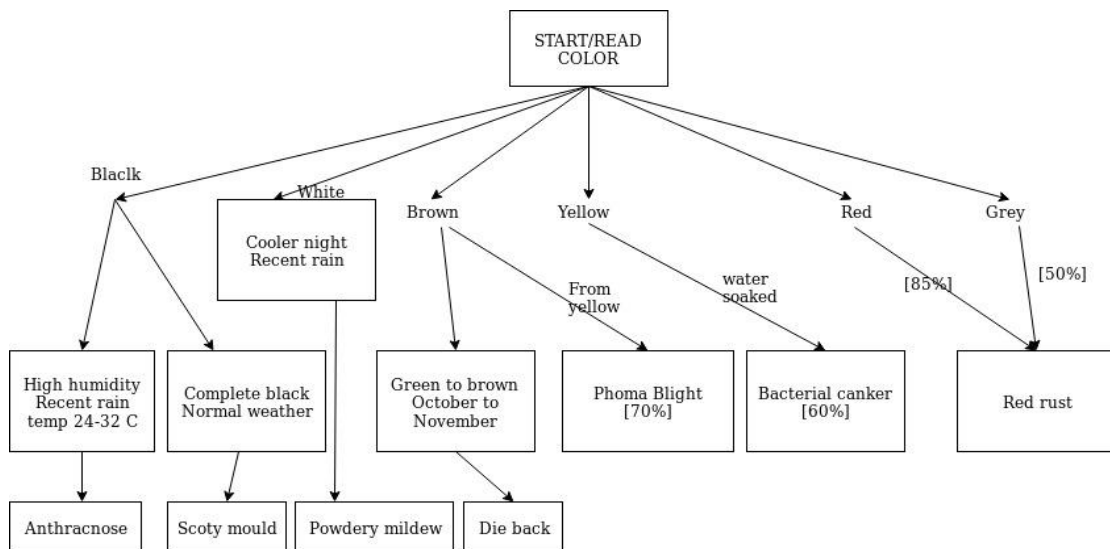 START/READ
COLOR
Blaclk
White
Brown
Yellow
Red
Grey
Cooler night
Recent rain
From
yellow
water
soaked
[85%]
[50%]
High humidity
Recent rain
temp 24-32 C
Complete black
Normal weather
Green to brown
October to
November
Phoma Blight
[70%]
Bacterial canker
[60%]
Red rust
Anthracnose
Scoty mould
Powdery mildew
Die back